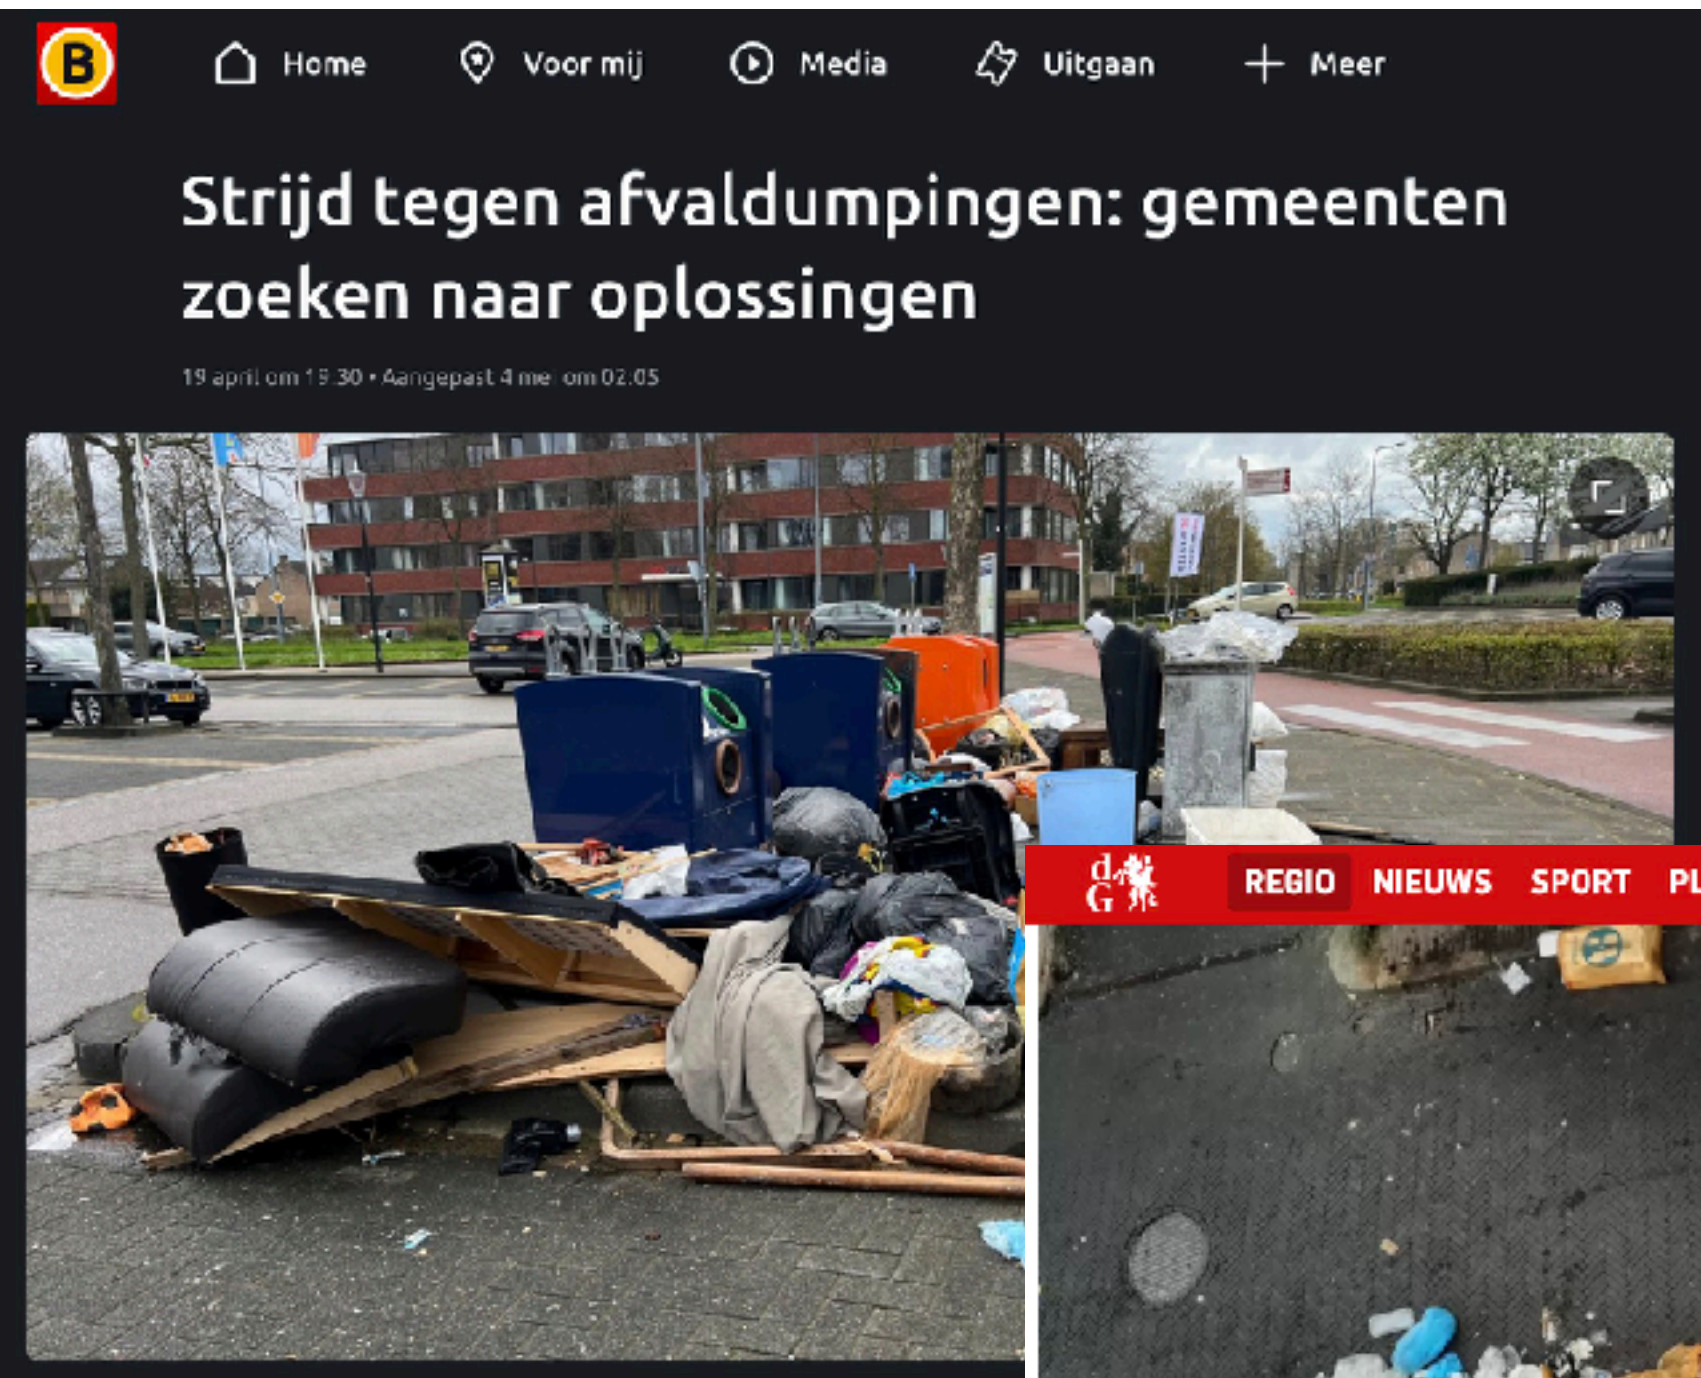 B Home Voor mij Media Uitgaan Meer
Strijd tegen afvaldumpingen: gemeenten
zoeken naar oplossingen
19 april om 19:30 • Aangepast 4 mei om 02:05
dG REGIO NIEUWS SPORT PL